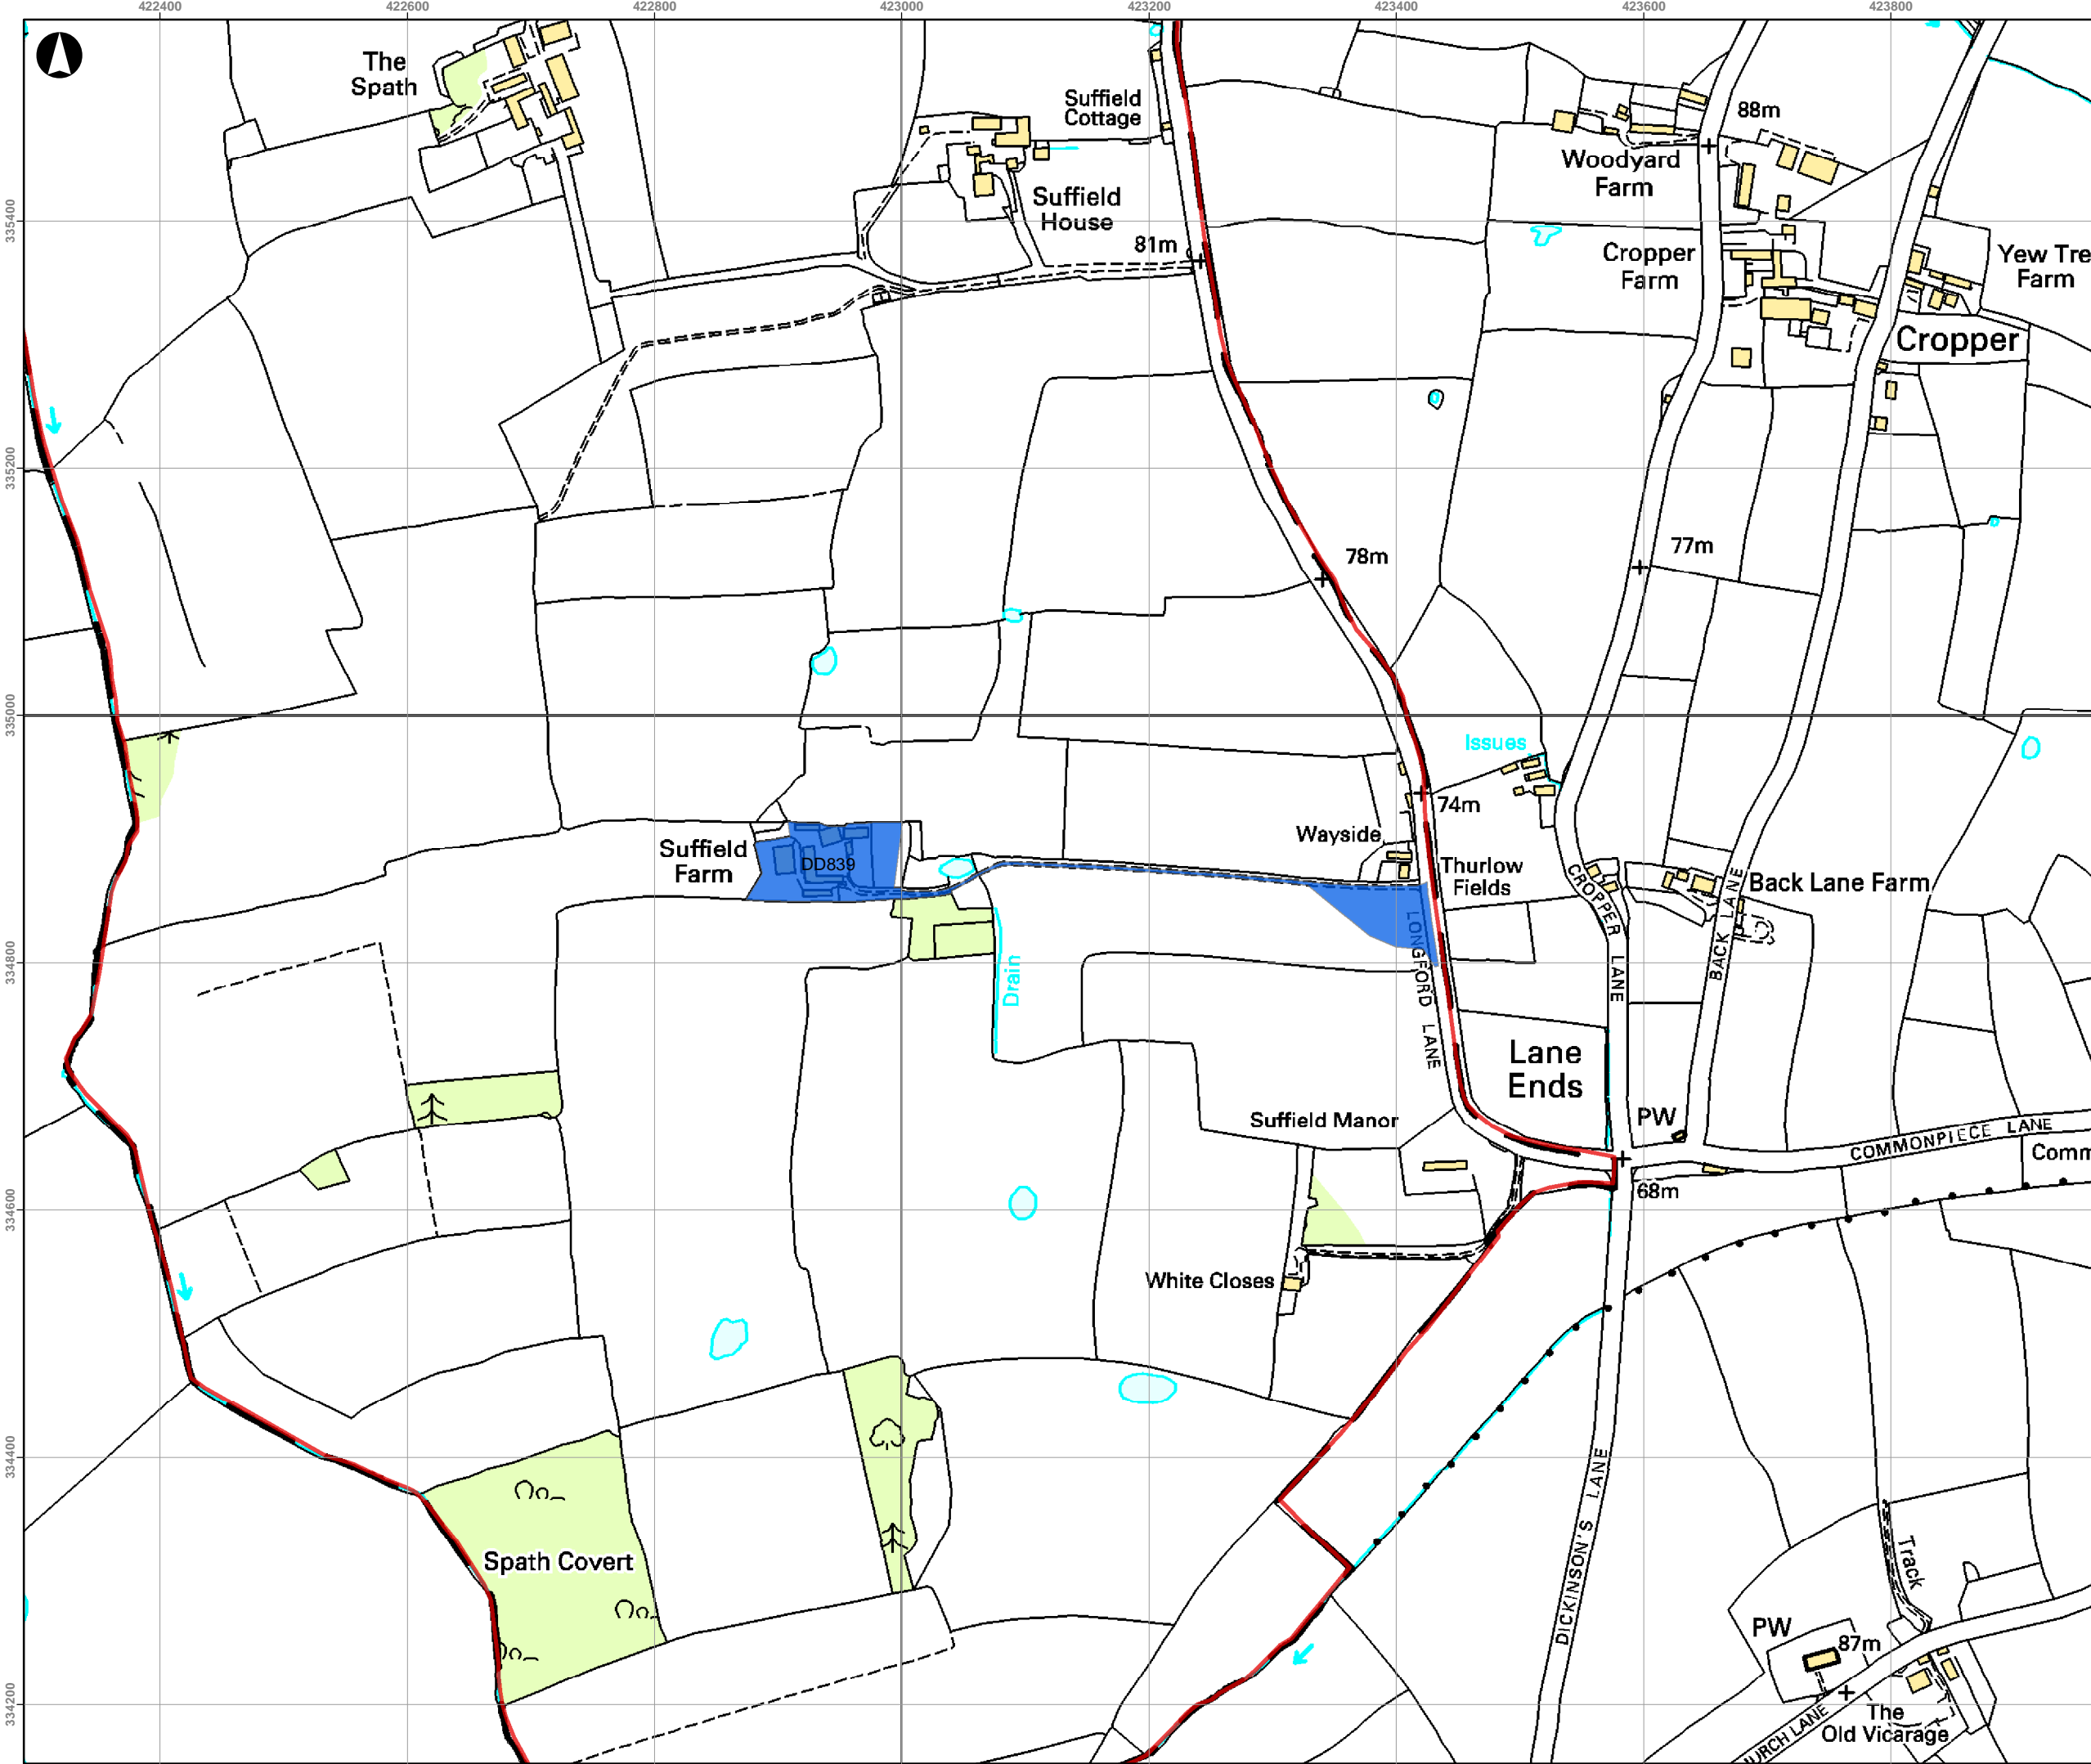 422400
422600
422800
423000
423200
423400
423600
423800
The
Spath
Suffield
Cottage
88m
Woodyard
Farm
Suffield
House
335400
81m
Cropper
Farm
Yew Tre
Farm
Cropper
335200
78m
77m
335000
Issues
74m
Wayside
Suffield
Farm
DD839
Thurlow
Fields
CROPPER LANE
BACK LANE
Back Lane Farm
334800
Drain
LONGFORD LANE
Lane
Ends
Suffield Manor
PW
COMMONPIECE LANE
Comm
68m
334600
White Closes
334400
DICKINSON'S LANE
Spath Covert
Track
PW
87m
334200
The
Old Vicarage
URCH LANE